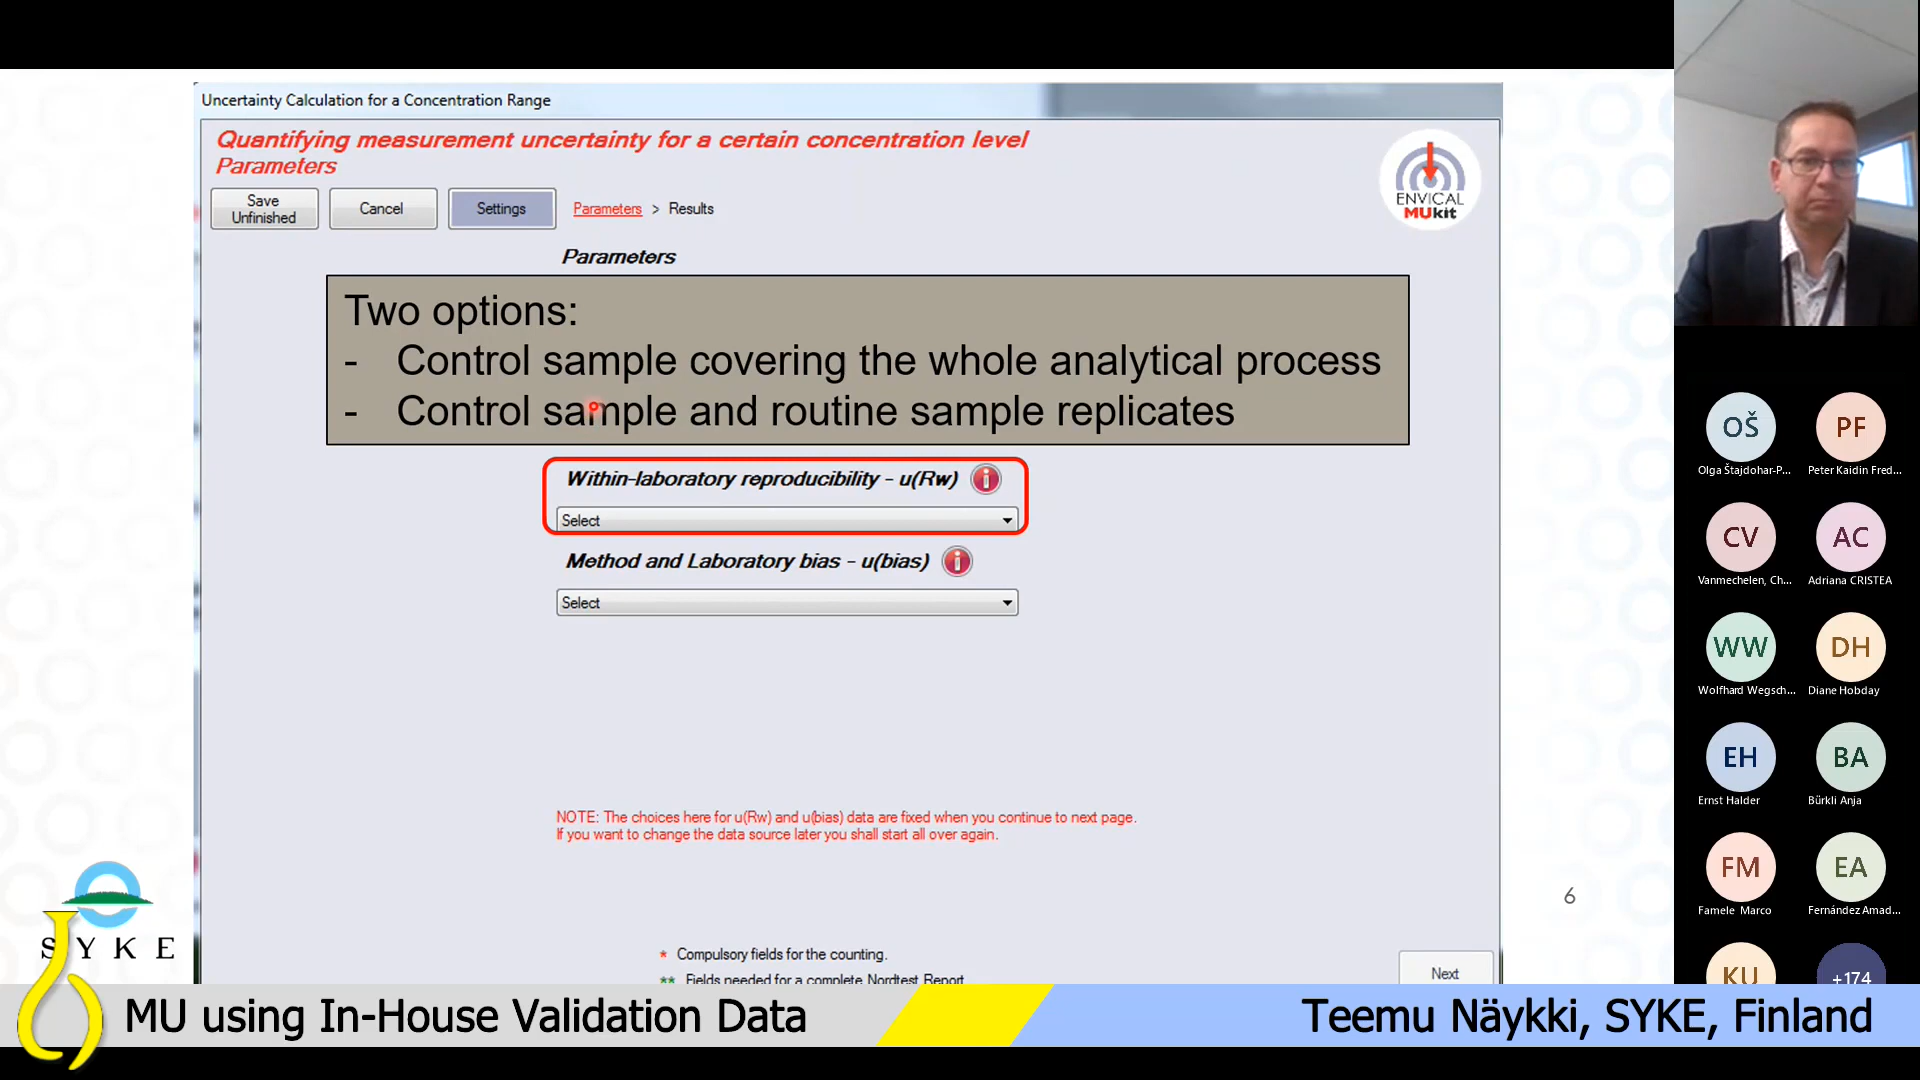 Uncertainty Calculation for a Concentration Range
Quantifying measurement uncertainty for a certain concentration level
Parameters
Save
Unfinished
Cancel
Settings
Parameters > Results
ENVICAL
MUkit
Parameters
Two options:
- Control sample covering the whole analytical process
- Control sample and routine sample replicates
Within-laboratory reproducibility - u(Rw)
Select
Method and Laboratory bias - u(bias)
Select
NOTE: The choices here for u(Rw) and u(bias) data are fixed when you continue to next page.
If you want to change the data source later you shall start all over again.
6
* Compulsory fields for the counting.
** Fields needed for a complete Nordtest Report
Next
SYKE
MU using In-House Validation Data
Teemu Näykki, SYKE, Finland
OŠ
Olga Štajdohar-P...
PF
Peter Kaidin Fred...
CV
Vanmechelen, Ch...
AC
Adriana CRISTEA
WW
Wolfhard Wegsch...
DH
Diane Hobday
EH
Ernst Halder
BA
Bürkli Anja
FM
Famele Marco
EA
Fernández Amad...
KU
+174